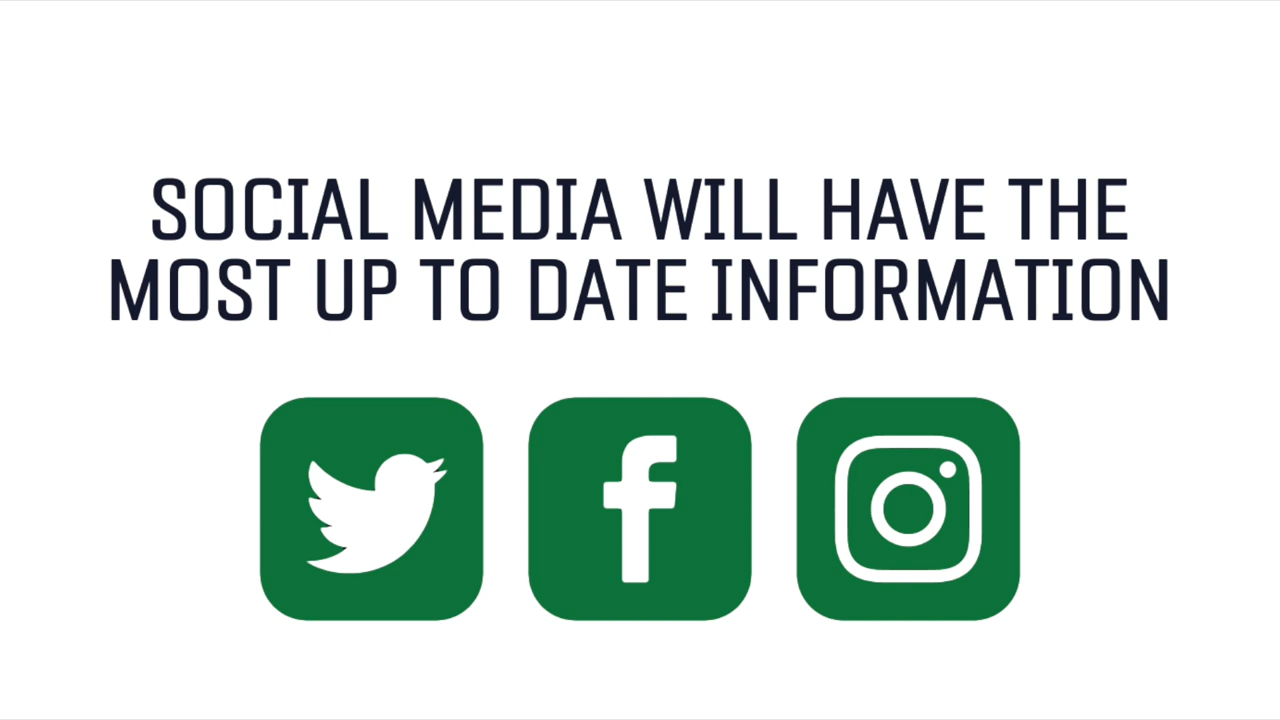 SOCIAL MEDIA WILL HAVE THE
MOST UP TO DATE INFORMATION